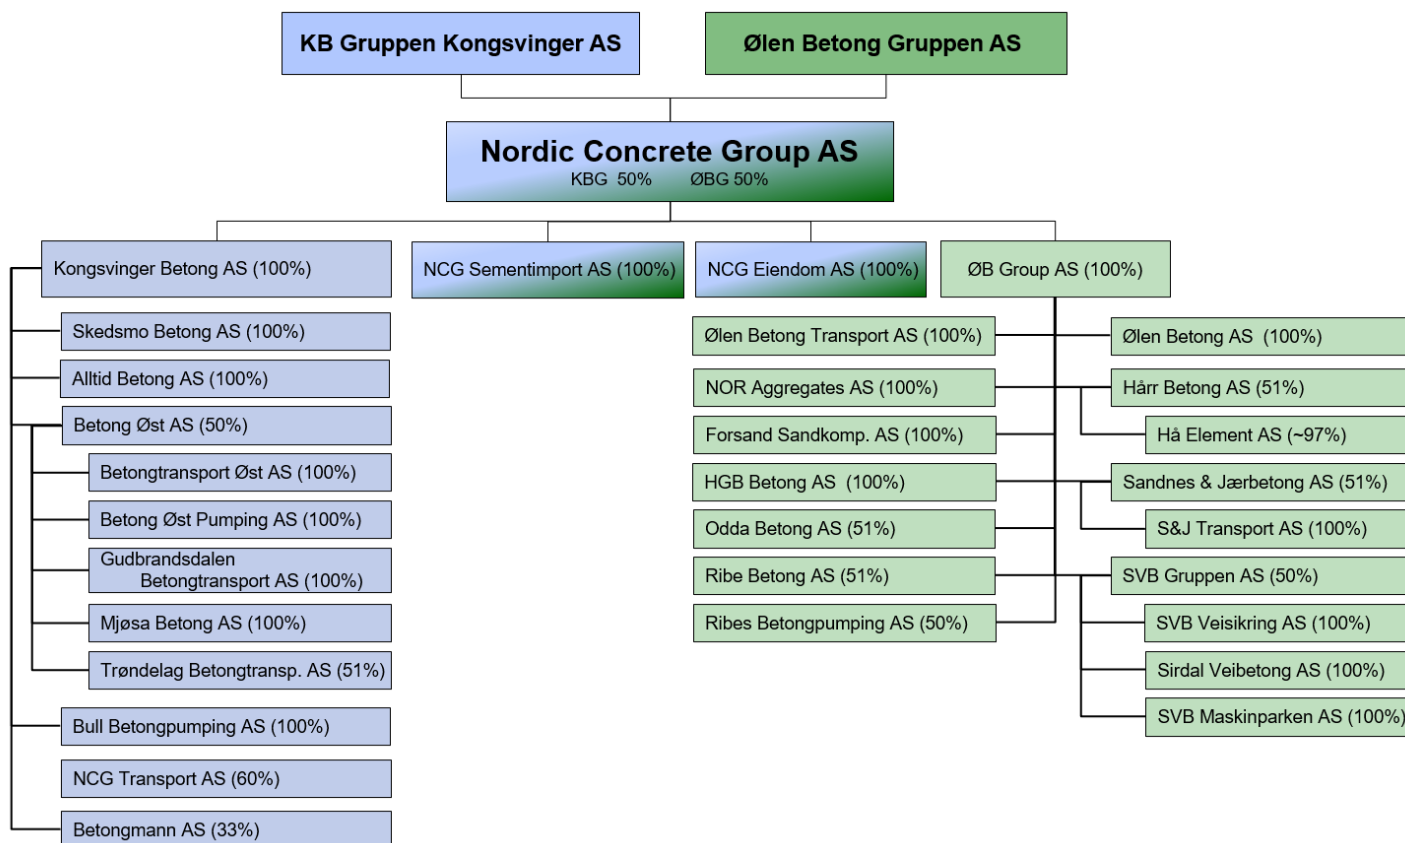 KB Gruppen Kongsvinger AS
Ølen Betong Gruppen AS
Nordic Concrete Group AS
KBG 50% ØBG 50%
Kongsvinger Betong AS (100%)
NCG Sementimport AS (100%)
NCG Eiendom AS (100%)
ØB Group AS (100%)
Skedsmo Betong AS (100%)
Alltid Betong AS (100%)
Betong Øst AS (50%)
Betongtransport Øst AS (100%)
Betong Øst Pumping AS (100%)
Gudbrandsdalen
Betongtransport AS (100%)
Mjøsa Betong AS (100%)
Trøndelag Betongtransp. AS (51%)
Bull Betongpumping AS (100%)
NCG Transport AS (60%)
Betongmann AS (33%)
Ølen Betong Transport AS (100%)
NOR Aggregates AS (100%)
Forsand Sandkomp. AS (100%)
HGB Betong AS (100%)
Odda Betong AS (51%)
Ribe Betong AS (51%)
Ribes Betongpumping AS (50%)
Ølen Betong AS (100%)
Hårr Betong AS (51%)
Hå Element AS (~97%)
Sandnes & Jærbetong AS (51%)
S&J Transport AS (100%)
SVB Gruppen AS (50%)
SVB Veisikring AS (100%)
Sirdal Veibetong AS (100%)
SVB Maskinparken AS (100%)